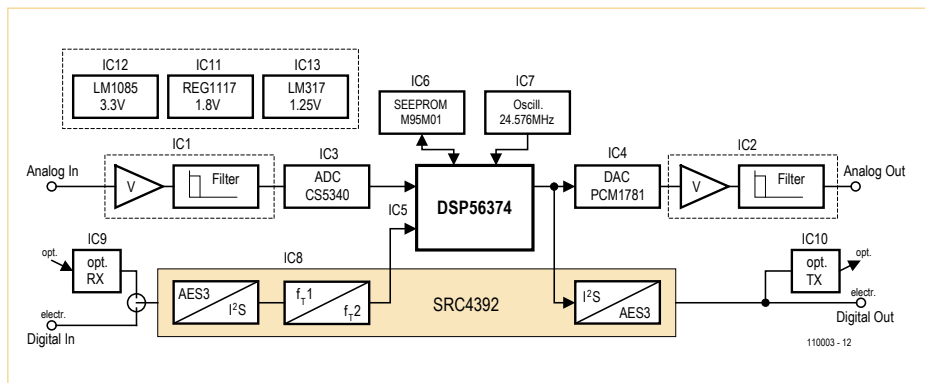 IC12
LM1085
3.3V
IC11
REG1117
1.8V
IC13
LM317
1.25V
IC6
SEEPROM
M95M01
IC7
Oscill.
24.576MHz
Analog In
IC1
V
Filter
IC3
ADC
CS5340
IC5
DSP56374
IC4
DAC
PCM1781
IC2
V
Filter
Analog Out
IC9
opt.
opt.
RX
electr.
Digital In
IC8
AES3
I²S
fT1
fT2
SRC4392
I²S
AES3
IC10
opt.
TX
opt.
electr.
Digital Out
110003 - 12